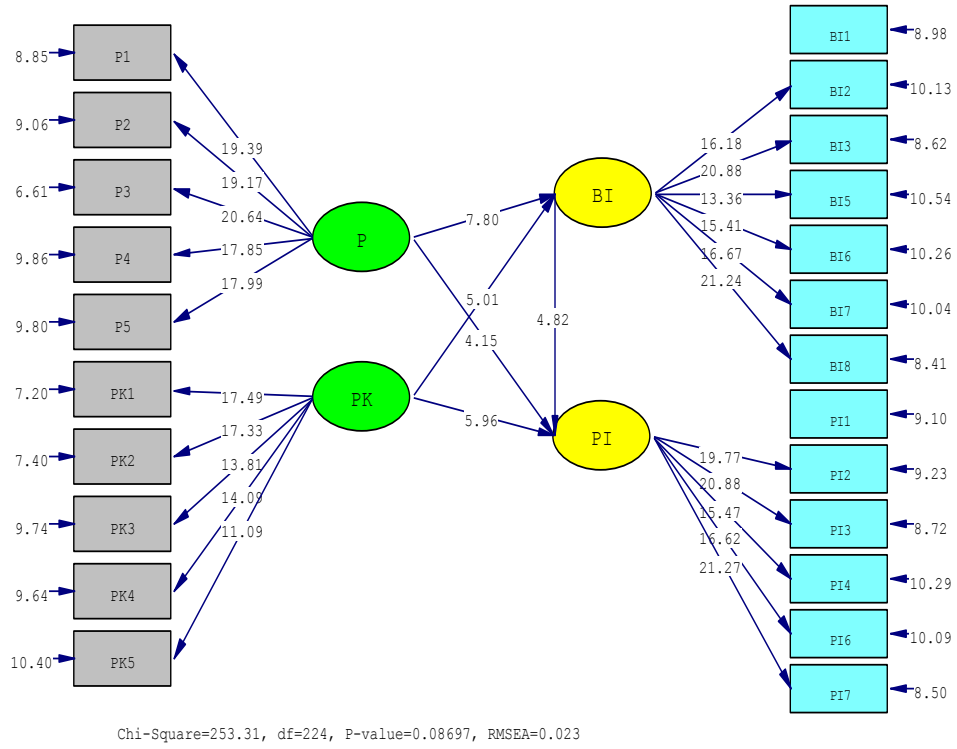 8.85 P1
9.06 P2
6.61 P3
9.86 P4
9.80 P5
7.20 PK1
7.40 PK2
9.74 PK3
9.64 PK4
10.40 PK5
19.39
19.17
20.64
17.85
17.99
17.49
17.33
13.81
14.09
11.09
P
PK
7.80
5.01
4.15
5.96
4.82
BI
PI
16.18
20.88
13.36
15.41
16.67
21.24
19.77
20.88
15.47
16.62
21.27
BI1 8.98
BI2 10.13
BI3 8.62
BI5 10.54
BI6 10.26
BI7 10.04
BI8 8.41
PI1 9.10
PI2 9.23
PI3 8.72
PI4 10.29
PI6 10.09
PI7 8.50
Chi-Square=253.31, df=224, P-value=0.08697, RMSEA=0.023